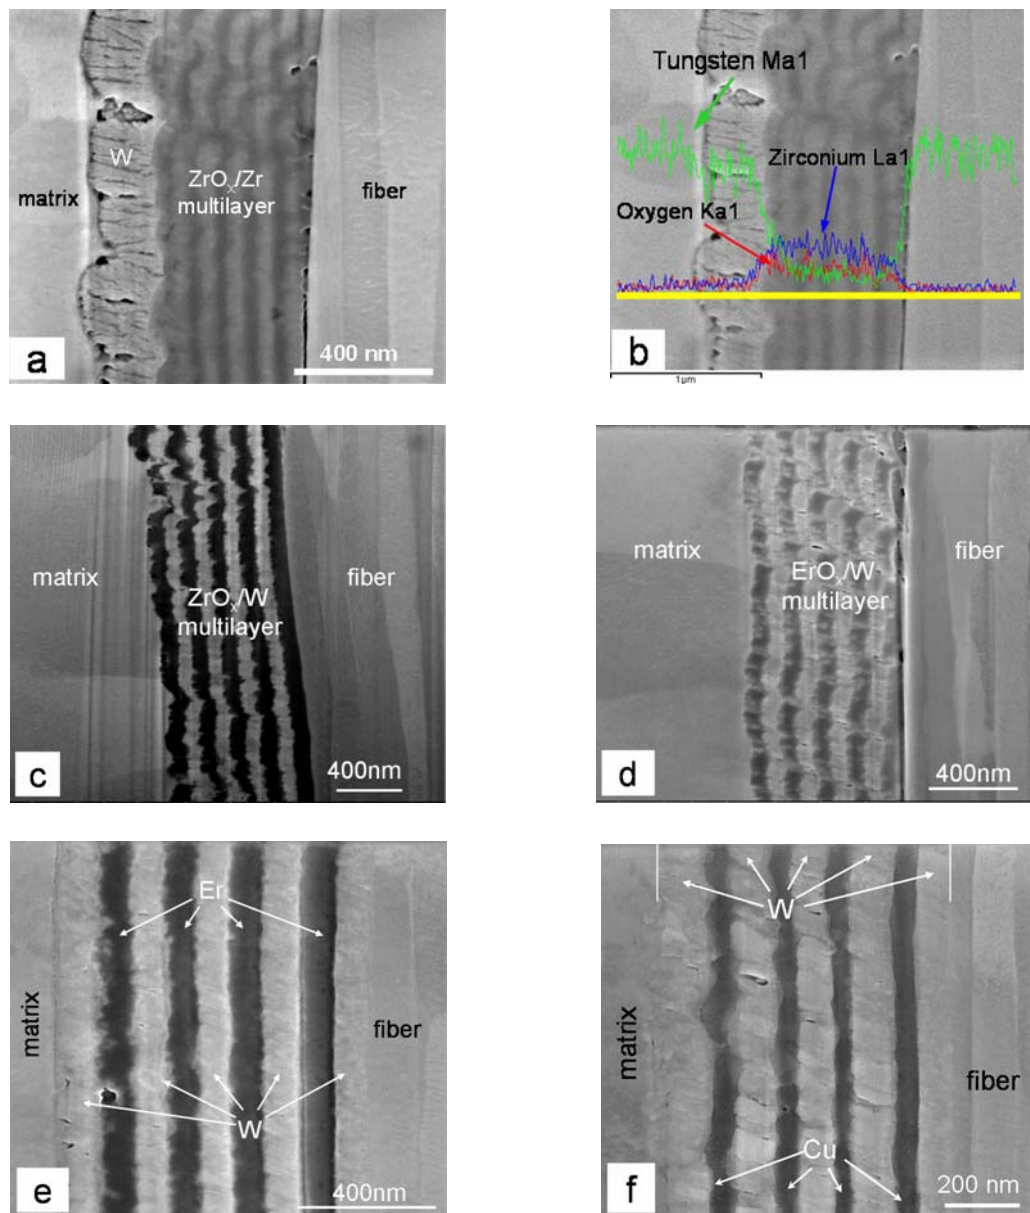 matrix
W
ZrOₓ/Zr
multilayer
fiber
a
400 nm
Tungsten Ma1
Zirconium La1
Oxygen Ka1
b
1µm
matrix
ZrOₓ/W
multilayer
fiber
c
400nm
matrix
ErOₓ/W
multilayer
fiber
d
400nm
Er
matrix
fiber
W
e
400nm
W
matrix
fiber
Cu
f
200 nm